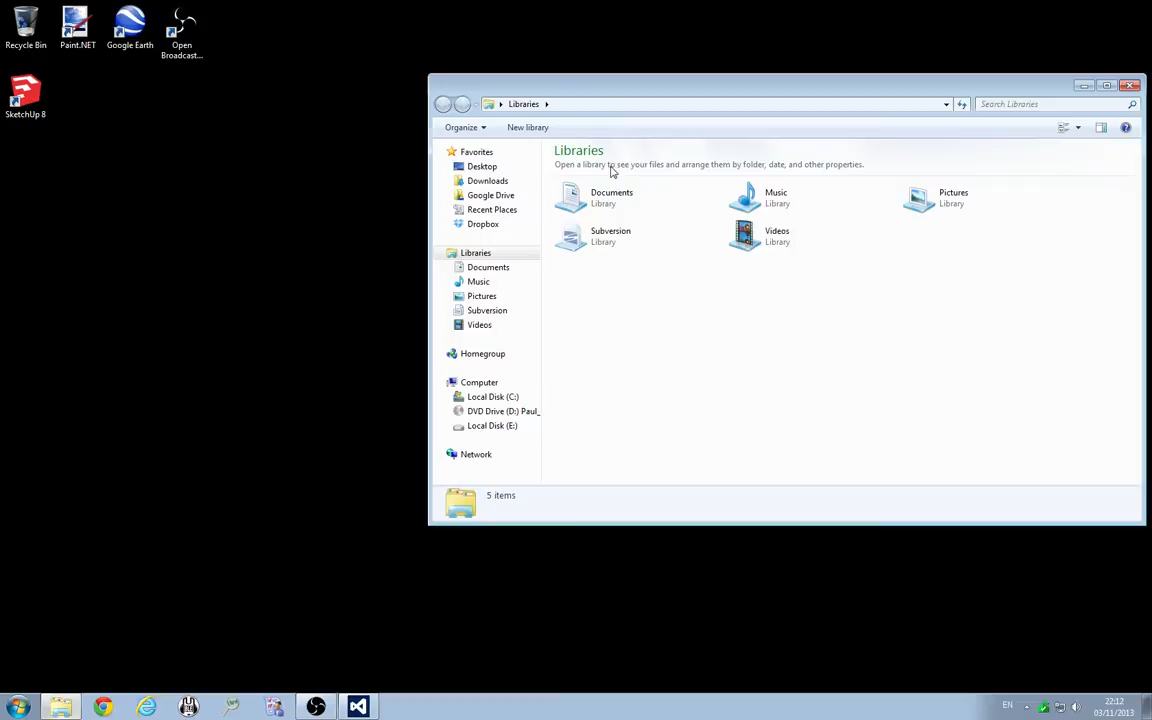 Recycle Bin
Paint.NET
Google Earth
Open
Broadcast...
SketchUp 8
Libraries
Search Libraries
Organize
New library
Favorites
Desktop
Downloads
Google Drive
Recent Places
Dropbox
Libraries
Documents
Music
Pictures
Subversion
Videos
Homegroup
Computer
Local Disk (C:)
DVD Drive (D:) Paul_
Local Disk (E:)
Network
Libraries
Open a library to see your files and arrange them by folder, date, and other properties.
Documents
Library
Music
Library
Pictures
Library
Subversion
Library
Videos
Library
5 items
EN
22:12
03/11/2013